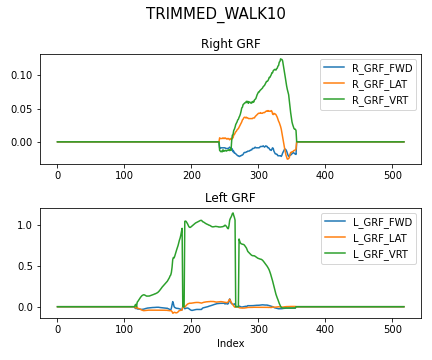 TRIMMED_WALK10
Right GRF
0.10
0.05
0.00
R_GRF_FWD
R_GRF_LAT
R_GRF_VRT
0 100 200 300 400 500
Left GRF
1.0
0.5
0.0
L_GRF_FWD
L_GRF_LAT
L_GRF_VRT
0 100 200 300 400 500
Index